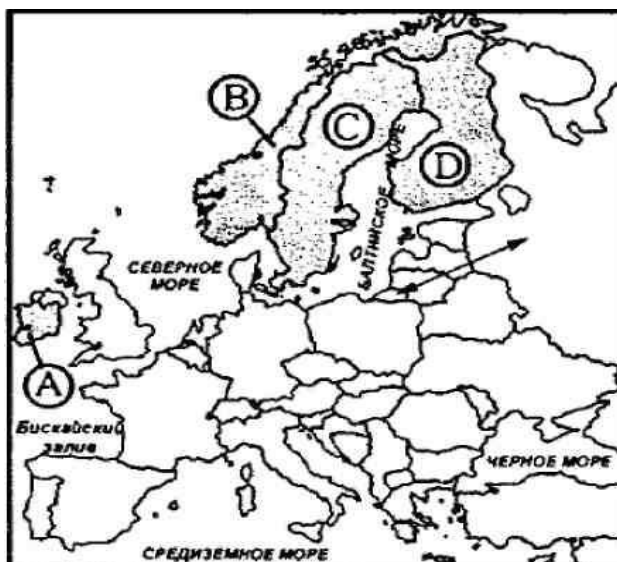 B
C
D
БАЛТИЙСКОЕ МОРЕ
СЕВЕРНОЕ
МОРЕ
A
Бискайский
залив
ЧЕРНОЕ МОРЕ
СРЕДИЗЕМНОЕ МОРЕ